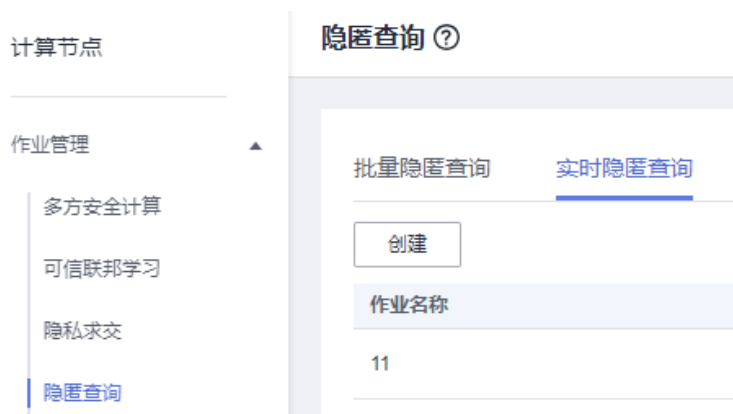 计算节点
作业管理
多方安全计算
可信联邦学习
隐私求交
隐匿查询
隐匿查询
批量隐匿查询 实时隐匿查询
创建
作业名称
11